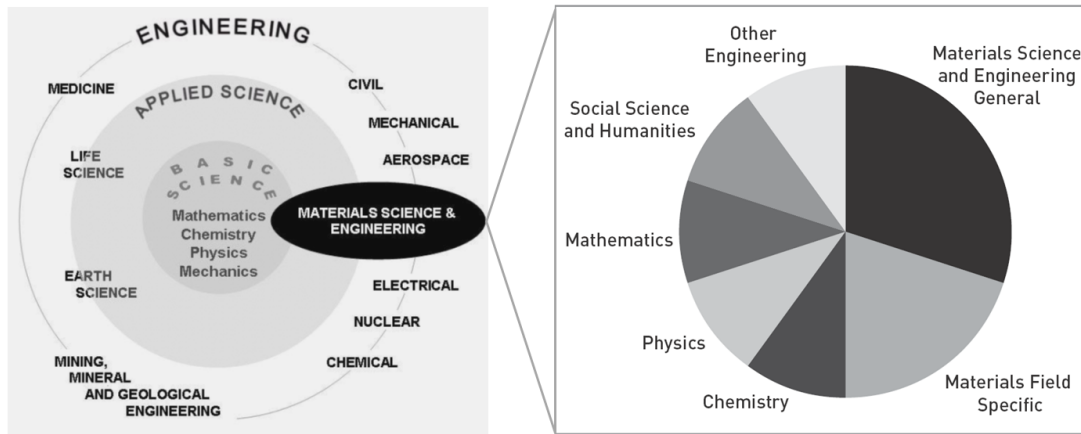 ENGINEERING
MEDICINE
CIVIL
APPLIED SCIENCE
MECHANICAL
LIFE
SCIENCE
AEROSPACE
BASIC
SCIENCE
Mathematics
Chemistry
Physics
Mechanics
MATERIALS SCIENCE &
ENGINEERING
EARTH
SCIENCE
ELECTRICAL
NUCLEAR
CHEMICAL
MINING,
MINERAL
AND GEOLOGICAL
ENGINEERING
Other
Engineering
Materials Science
and Engineering
General
Social Science
and Humanities
Mathematics
Physics
Chemistry
Materials Field
Specific